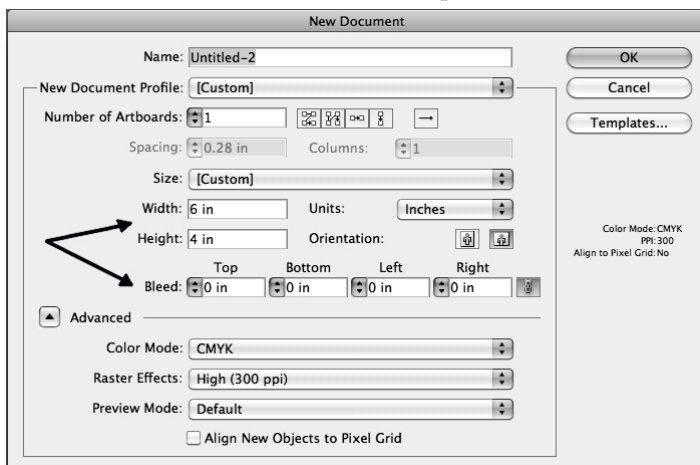 New Document
Name: Untitled-2
OK
New Document Profile: [Custom]
Cancel
Number of Artboards: 1
Templates...
Spacing: 0.28 in Columns: 1
Size: [Custom]
Width: 6 in Units: Inches
Height: 4 in Orientation:
Color Mode:CMYK
PPI:300
Align to Pixel Grid:No
Top Bottom Left Right
Bleed: 0 in 0 in 0 in 0 in
Advanced
Color Mode: CMYK
Raster Effects: High (300 ppi)
Preview Mode: Default
Align New Objects to Pixel Grid